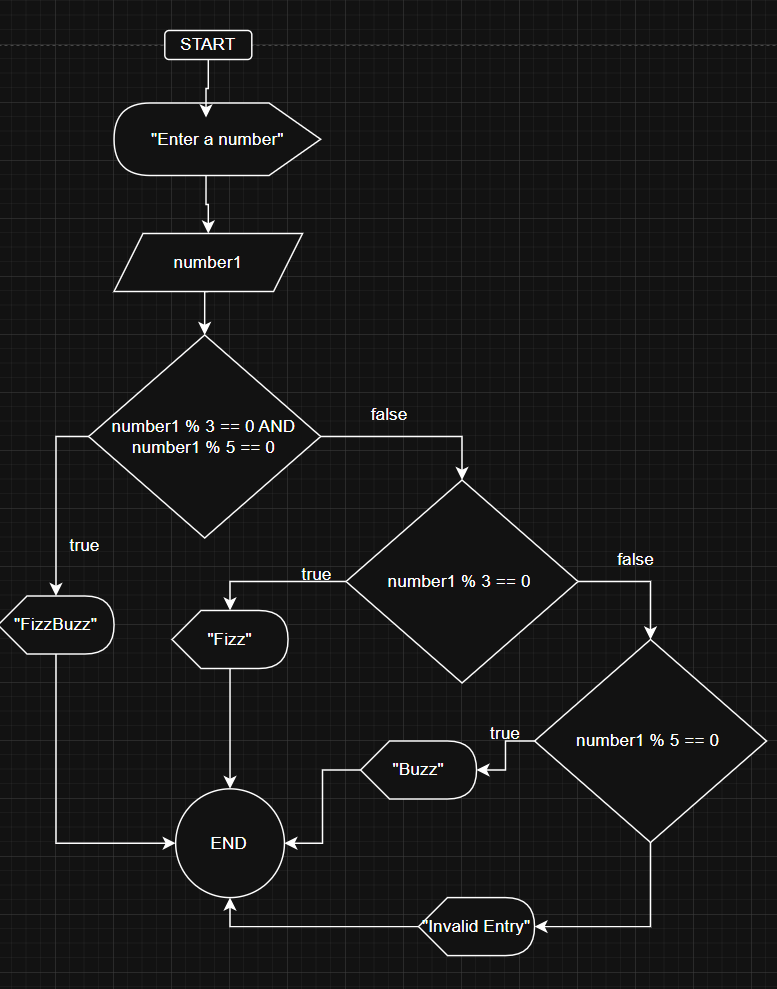 START
"Enter a number"
number1
number1 % 3 == 0 AND
number1 % 5 == 0
false
true
number1 % 3 == 0
true
false
"FizzBuzz"
"Fizz"
number1 % 5 == 0
true
"Buzz"
END
"Invalid Entry"